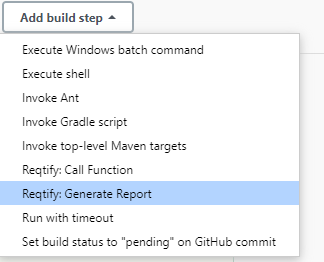 Add build step
Execute Windows batch command
Execute shell
Invoke Ant
Invoke Gradle script
Invoke top-level Maven targets
Reqtify: Call Function
Reqtify: Generate Report
Run with timeout
Set build status to "pending" on GitHub commit